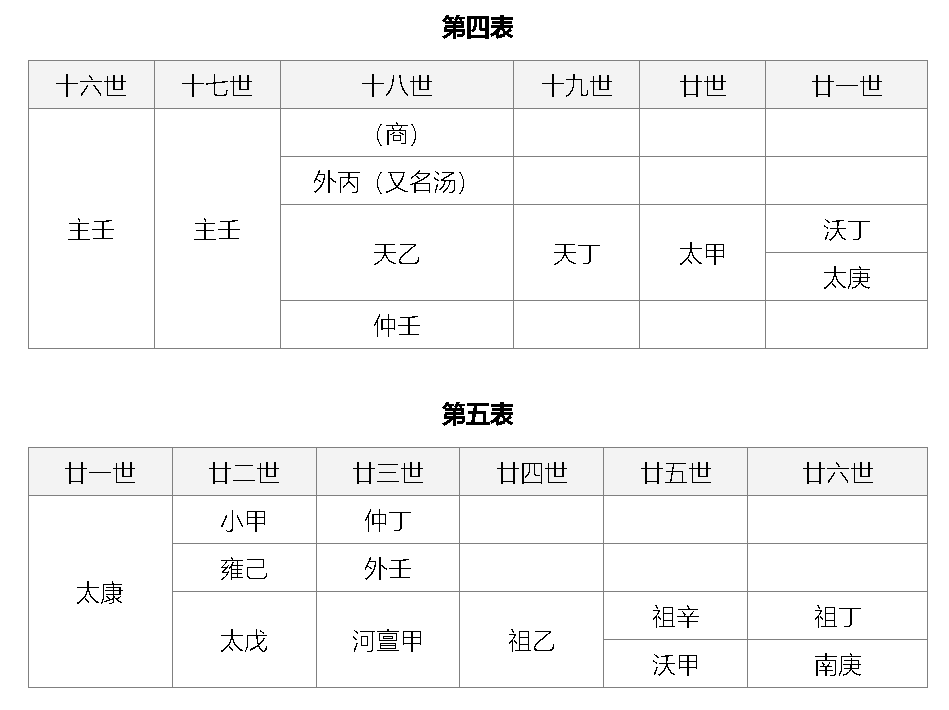 第四表
十六世 十七世 十八世 十九世 廿世 廿一世
（商）
外丙（又名汤）
主壬 主壬 天乙 天丁 太甲 沃丁
太庚
仲壬
第五表
廿一世 廿二世 廿三世 廿四世 廿五世 廿六世
小甲 仲丁
雍己 外壬
太康 太戊 河亶甲 祖乙 祖辛 祖丁
沃甲 南庚